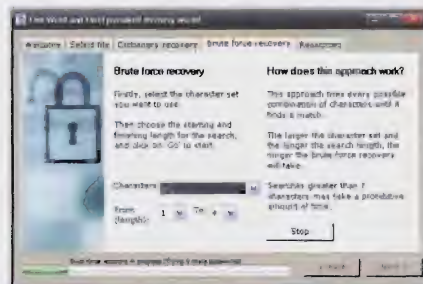 Free Word and Excel password recovery wizard
Welcome Select file Dictionary recovery Brute force recovery Resources
Brute force recovery
Firstly, select the character set
you want to use.
Then choose the starting and
finishing length for the search,
and click on 'Go' to start.
Characters
From
(length): 1 To 4
How does this approach work?
This approach tries every possible
combination of characters until it
finds a match.
The larger the character set and
the longer the search length, the
longer the brute force recovery
will take.
Searches greater than 7
characters may take a prohibitive
amount of time.
Stop